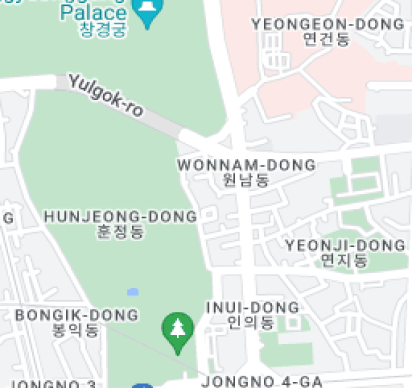 Palace
창경궁
YEONGEON-DONG
연건동
Yulgok-ro
WONNAM-DONG
원남동
G
HUNJEONG-DONG
훈정동
YEONJI-DONG
연지동
BONGIK-DONG
봉익동
INUI-DONG
인의동
JONGNO 3
JONGNO 4-GA